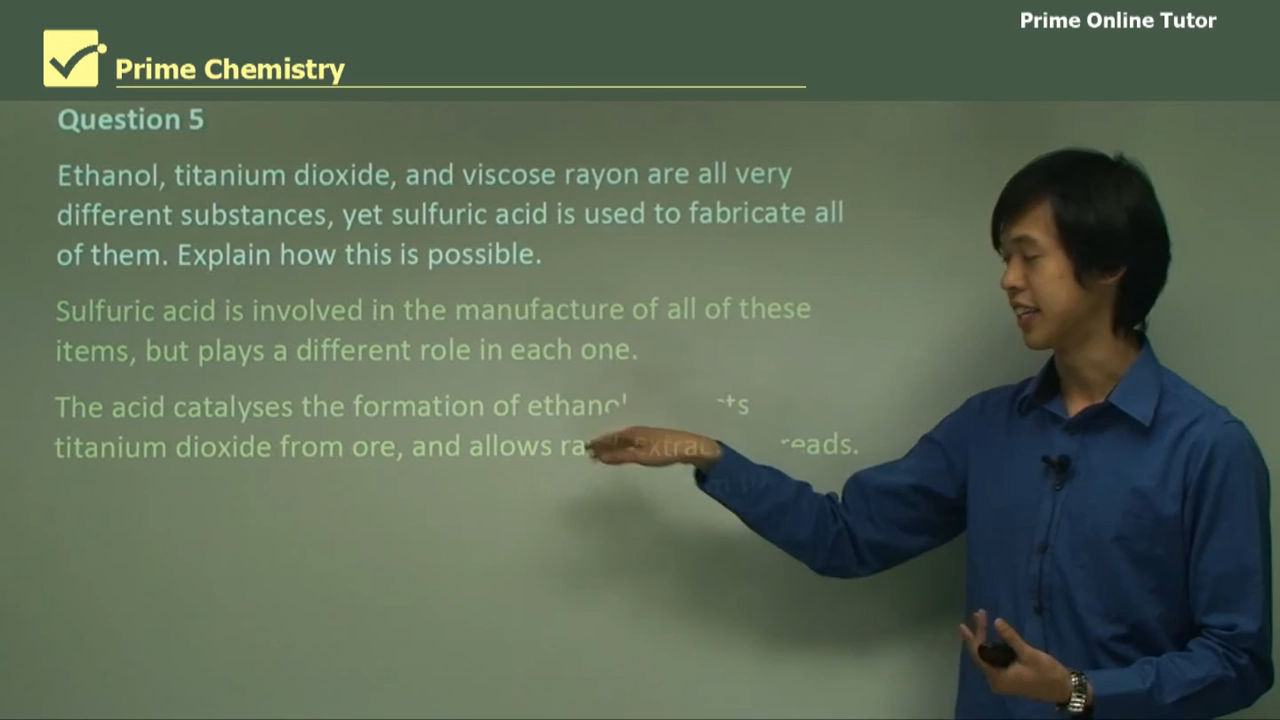 Prime Online Tutor
Prime Chemistry
Question 5
Ethanol, titanium dioxide, and viscose rayon are all very
different substances, yet sulfuric acid is used to fabricate all
of them. Explain how this is possible.
Sulfuric acid is involved in the manufacture of all of these
items, but plays a different role in each one.
The acid catalyses the formation of ethanol
titanium dioxide from ore, and allows